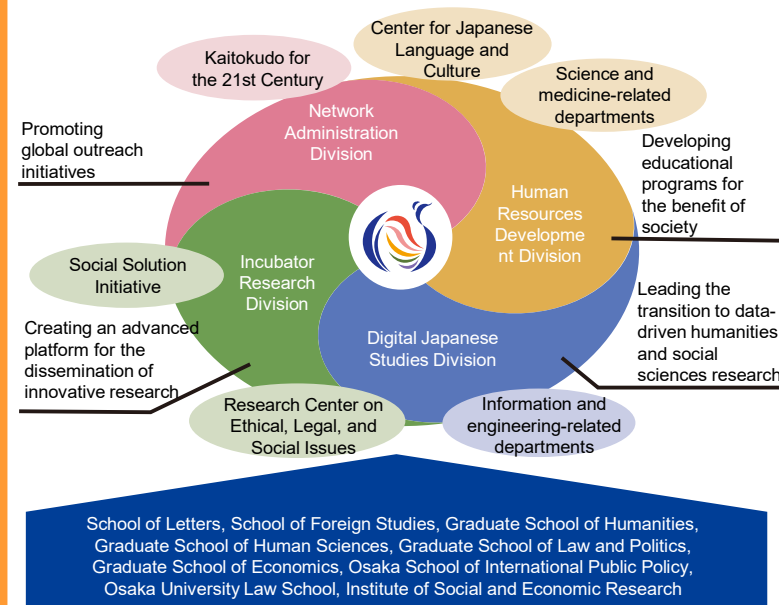 Center for Japanese
Language and
Culture
Kaitokudo for
the 21st Century
Science and
medicine-related
departments
Network
Administration
Division
Promoting
global outreach
initiatives
Developing
educational
programs for
the benefit of
society
Human
Resources
Developme
nt Division
Social Solution
Initiative
Incubator
Research
Division
Leading the
transition to data-
driven humanities
and social
sciences research
Creating an advanced
platform for the
dissemination of
innovative research
Digital Japanese
Studies Division
Research Center on
Ethical, Legal, and
Social Issues
Information and
engineering-related
departments
School of Letters, School of Foreign Studies, Graduate School of Humanities,
Graduate School of Human Sciences, Graduate School of Law and Politics,
Graduate School of Economics, Osaka School of International Public Policy,
Osaka University Law School, Institute of Social and Economic Research